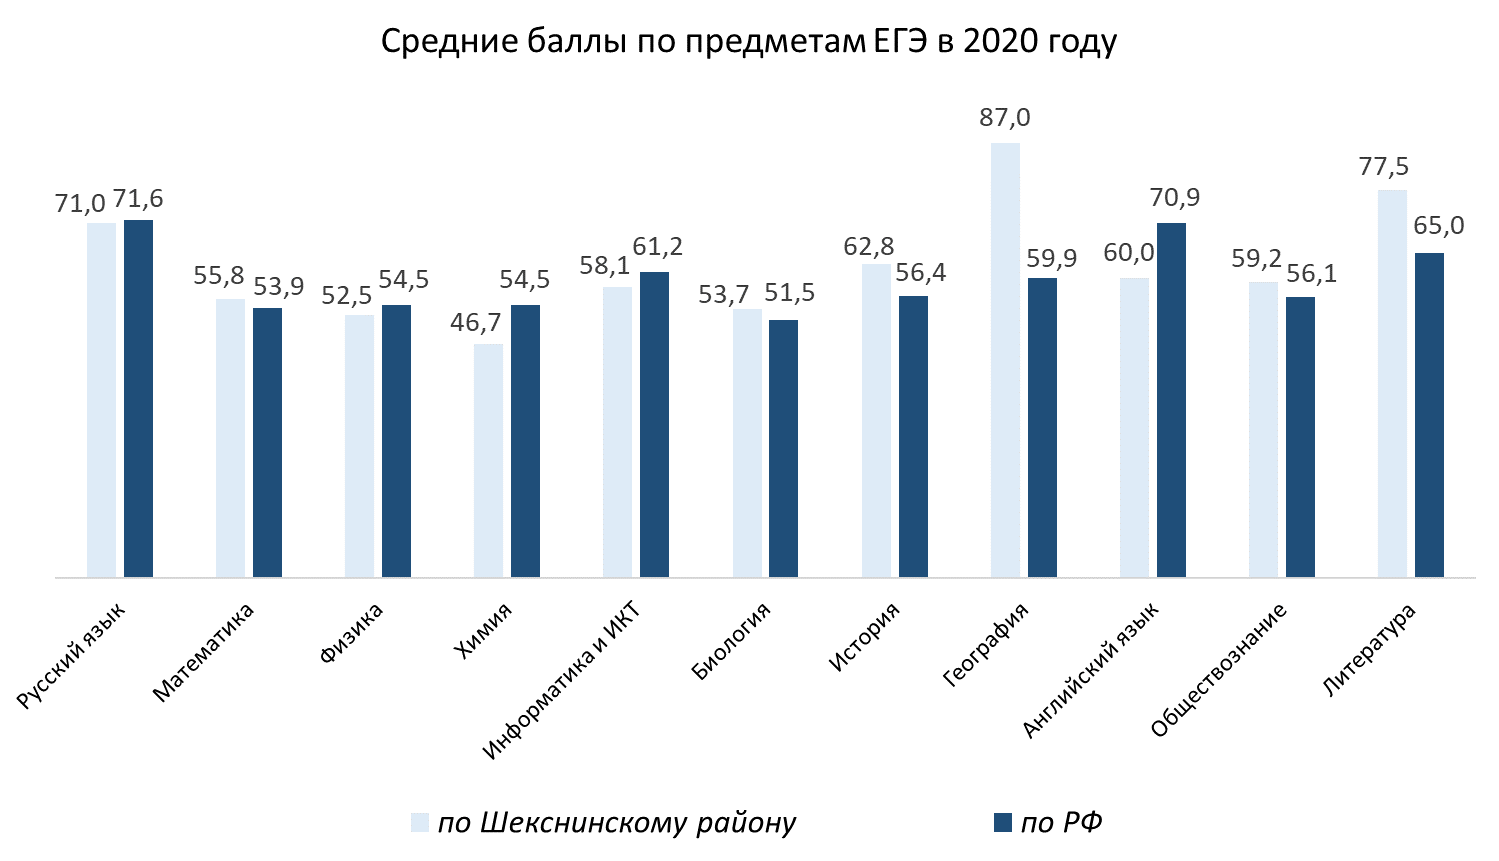 Средние баллы по предметам ЕГЭ в 2020 году
71,0 71,6
55,8 53,9
52,5 54,5
46,7 54,5
58,1 61,2
53,7 51,5
62,8 56,4
87,0 59,9
60,0 70,9
59,2 56,1
77,5 65,0
Русский язык
Математика
Физика
Химия
Информатика и ИКТ
Биология
История
География
Английский язык
Обществознание
Литература
по Шекснинскому району
по РФ